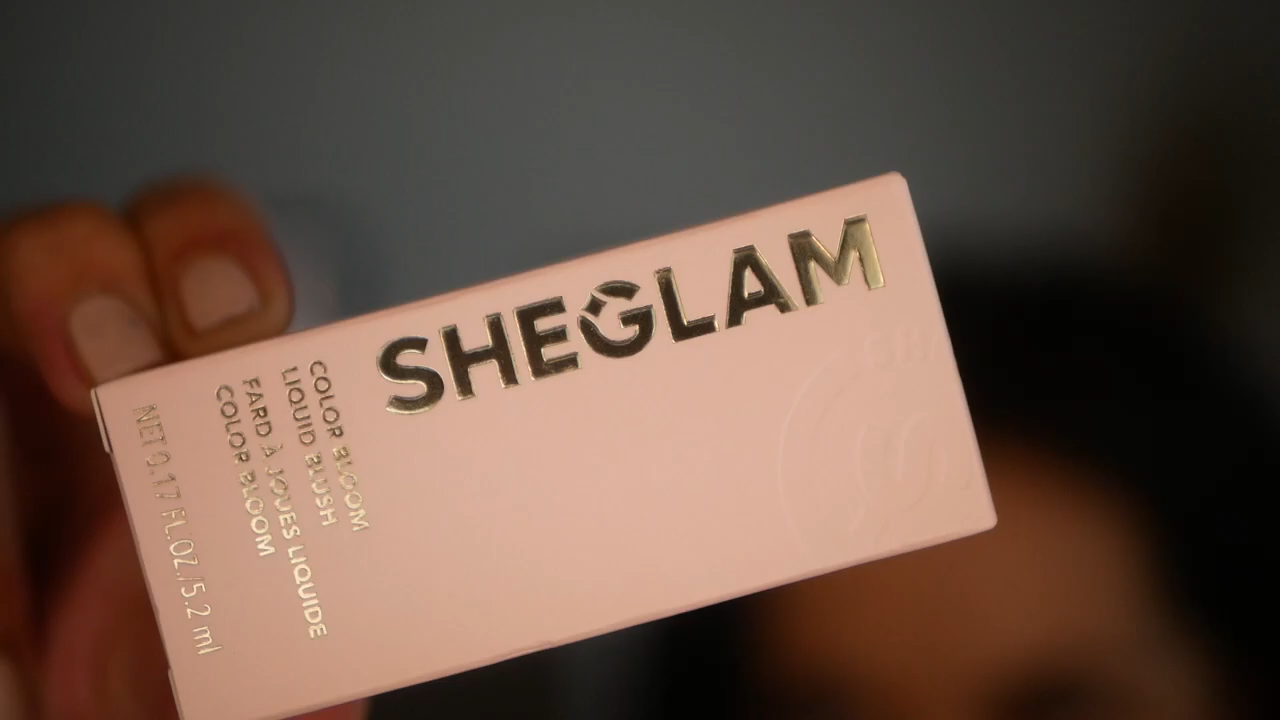 SHEGLAM
COLOR BLOOM
LIQUID BLUSH
FARD À JOUES LIQUIDE
COLOR BLOOM
NET 0.17 FL.OZ./5.2 ml